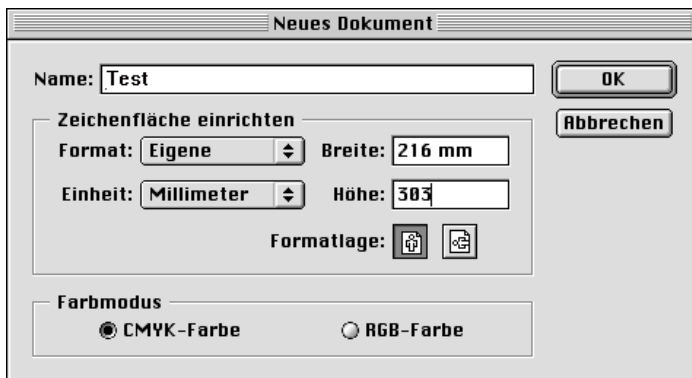 Neues Dokument
Name: Test OK
Zeichenfläche einrichten Abbrechen
Format: Eigene Breite: 216 mm
Einheit: Millimeter Höhe: 303
Formatlage:
Farbmodus
CMYK-Farbe RGB-Farbe